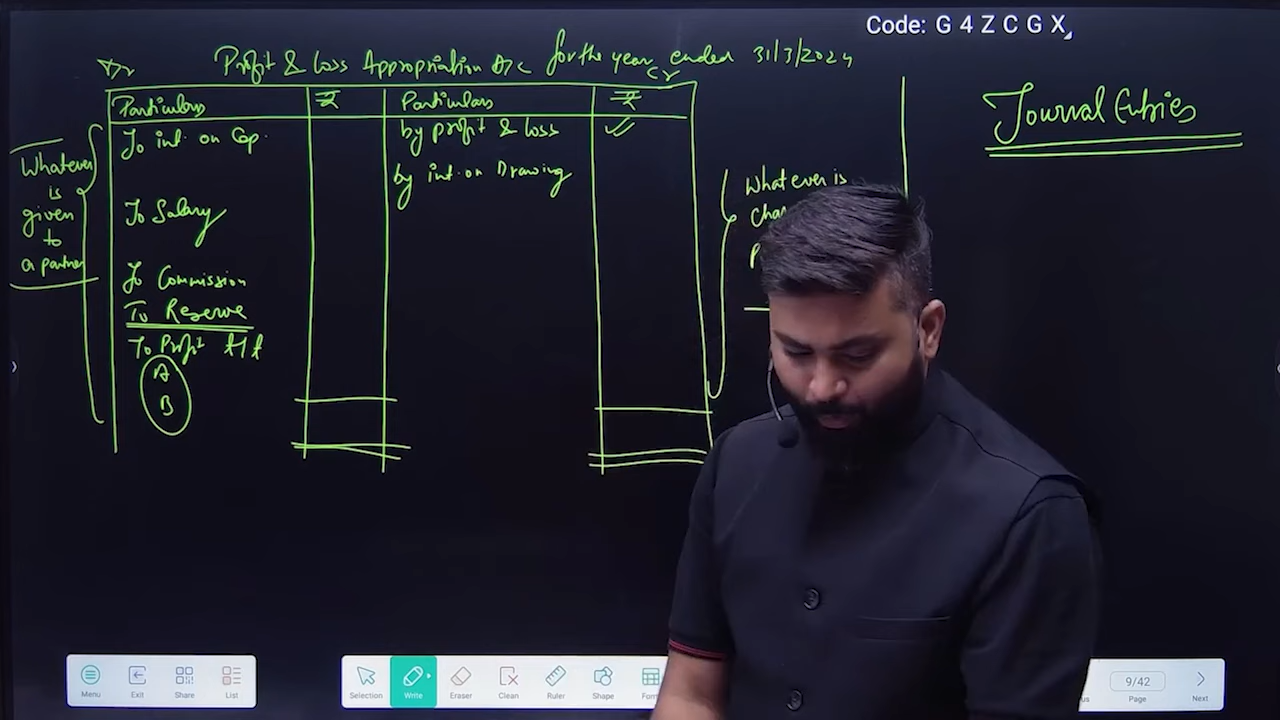 Code: G 4 Z C G X
Dr Profit & Loss Appropriation A/c for the year ended 31/3/2024
Cr
Particulars ₹ Particulars ₹
To int. on Cap.
by profit & loss
by int. on Drawing
To Salary
To Commission
To Reserve
To Profit t/f
A
B
Whatever
is
given
to
a partner
Whatever is
Journal Entries
Menu
Exit
Share
List
Selection
Write
Eraser
Clean
Ruler
Shape
9/42
Page
Next